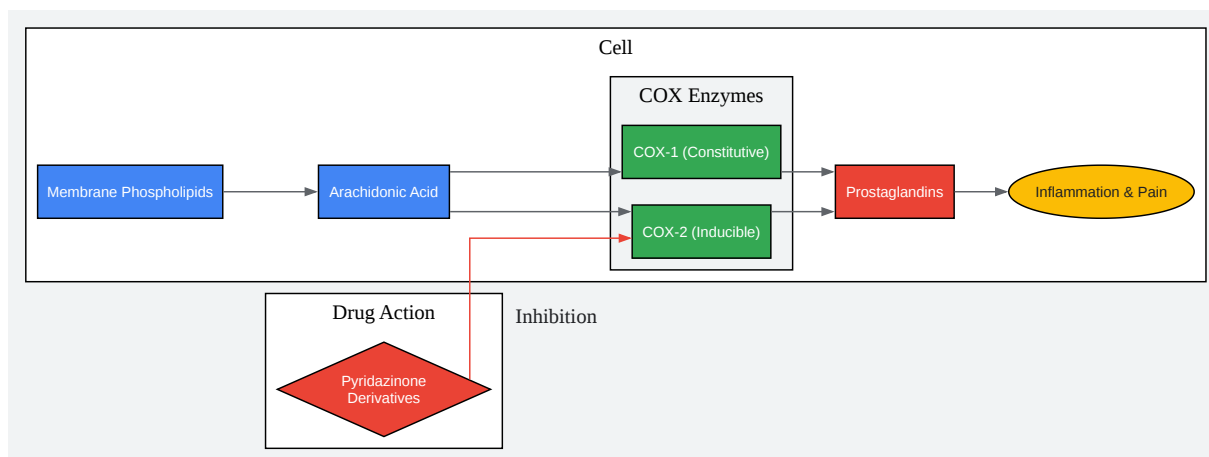 Cell
COX Enzymes
COX-1 (Constitutive)
Membrane Phospholipids
Arachidonic Acid
Prostaglandins
Inflammation & Pain
COX-2 (Inducible)
Drug Action
Inhibition
Pyridazinone
Derivatives